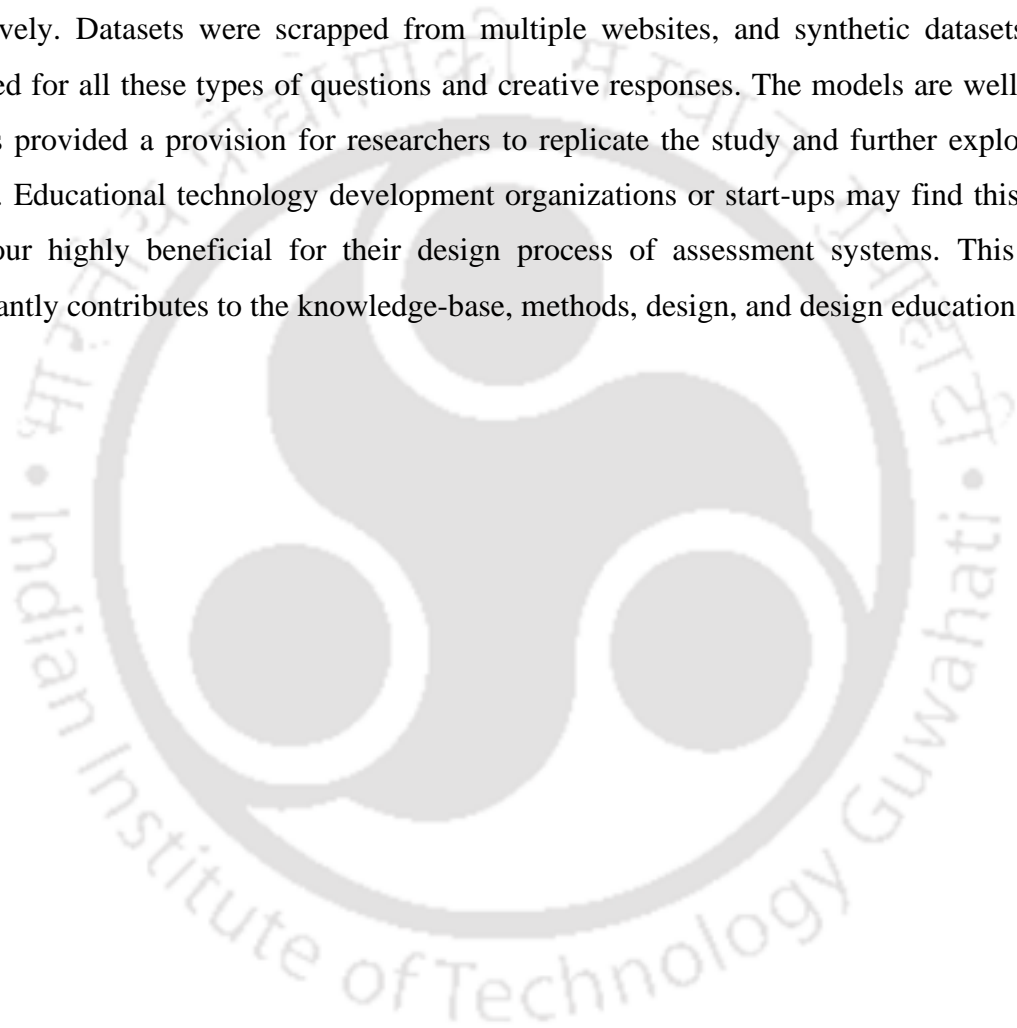 vely. Datasets were scrapped from multiple websites, and synthetic datasets
ed for all these types of questions and creative responses. The models are well
s provided a provision for researchers to replicate the study and further explo
. Educational technology development organizations or start-ups may find this
our highly beneficial for their design process of assessment systems. This
antly contributes to the knowledge-base, methods, design, and design education
Indian Institute of Technology Guwahati